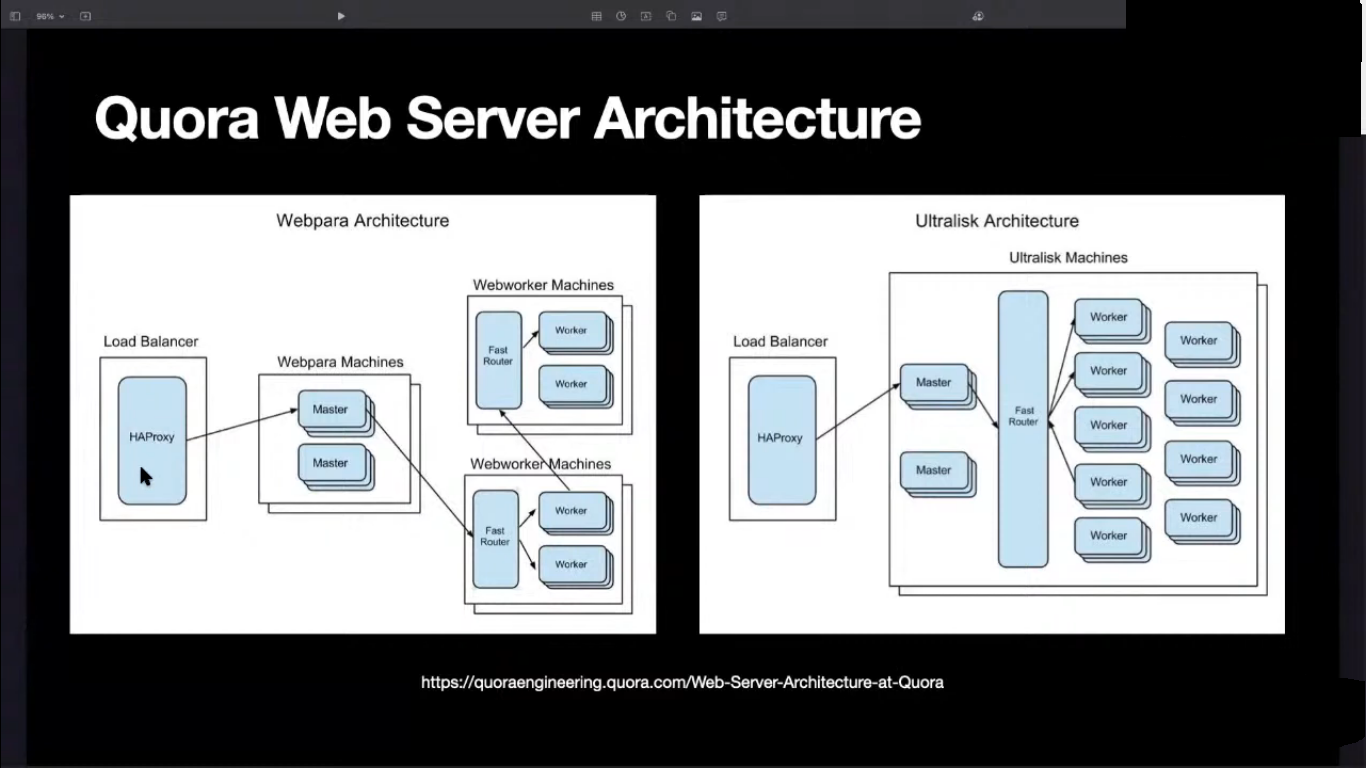 96%
Quora Web Server Architecture
Webpara Architecture
Load Balancer
HAProxy
Webpara Machines
Master
Master
Webworker Machines
Fast
Router
Worker
Worker
Webworker Machines
Fast
Router
Worker
Worker
Ultralisk Architecture
Ultralisk Machines
Load Balancer
HAProxy
Master
Master
Fast
Router
Worker
Worker
Worker
Worker
Worker
Worker
Worker
Worker
Worker
https://quoraengineering.quora.com/Web-Server-Architecture-at-Quora